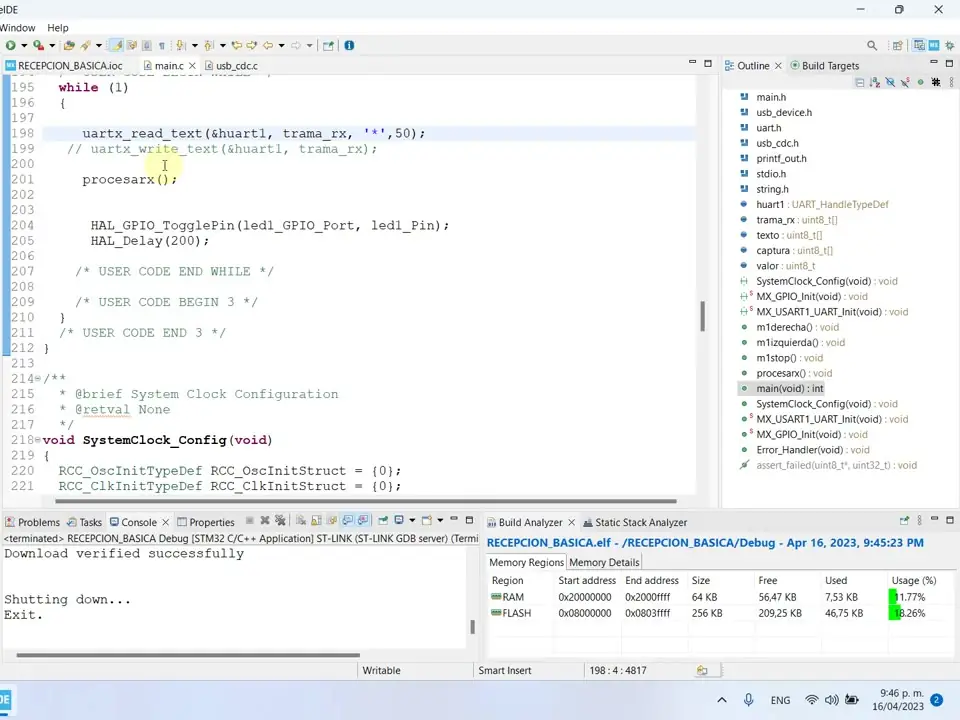 eIDE
Window Help
RECEPCION_BASICA.ioc main.c usb_cdc.c
195 while (1)
196 {
197
198 uartx_read_text(&huart1, trama_rx, '*',50);
199 // uartx_write_text(&huart1, trama_rx);
200
201 procesarx();
202
203
204 HAL_GPIO_TogglePin(led1_GPIO_Port, led1_Pin);
205 HAL_Delay(200);
206
207 /* USER CODE END WHILE */
208
209 /* USER CODE BEGIN 3 */
210 }
211 /* USER CODE END 3 */
212 }
213
214 /**
215 * @brief System Clock Configuration
216 * @retval None
217 */
218 void SystemClock_Config(void)
219 {
220 RCC_OscInitTypeDef RCC_OscInitStruct = {0};
221 RCC_ClkInitTypeDef RCC_ClkInitStruct = {0};
Outline Build Targets
main.h
usb_device.h
uart.h
usb_cdc.h
printf_out.h
stdio.h
string.h
huart1 : UART_HandleTypeDef
trama_rx : uint8_t[]
texto : uint8_t[]
captura : uint8_t[]
valor : uint8_t
SystemClock_Config(void) : void
MX_GPIO_Init(void) : void
MX_USART1_UART_Init(void) : void
m1derecha() : void
m1izquierda() : void
m1stop() : void
procesarx() : void
main(void) : int
SystemClock_Config(void) : void
MX_USART1_UART_Init(void) : void
MX_GPIO_Init(void) : void
Error_Handler(void) : void
assert_failed(uint8_t*, uint32_t) : void
Problems Tasks Console Properties
<terminated> RECEPCION_BASICA Debug [STM32 C/C++ Application] ST-LINK (ST-LINK GDB server) (Termi
Download verified successfully
Shutting down...
Exit.
Build Analyzer Static Stack Analyzer
RECEPCION_BASICA.elf - /RECEPCION_BASICA/Debug - Apr 16, 2023, 9:45:23 PM
Memory Regions Memory Details
Region Start address End address Size Free Used Usage (%)
RAM 0x20000000 0x2000ffff 64 KB 56,47 KB 7,53 KB 11.77%
FLASH 0x08000000 0x0803ffff 256 KB 209,25 KB 46,75 KB 18.26%
Writable Smart Insert 198 : 4 : 4817
DE
ENG
9:46 p. m.
16/04/2023
2